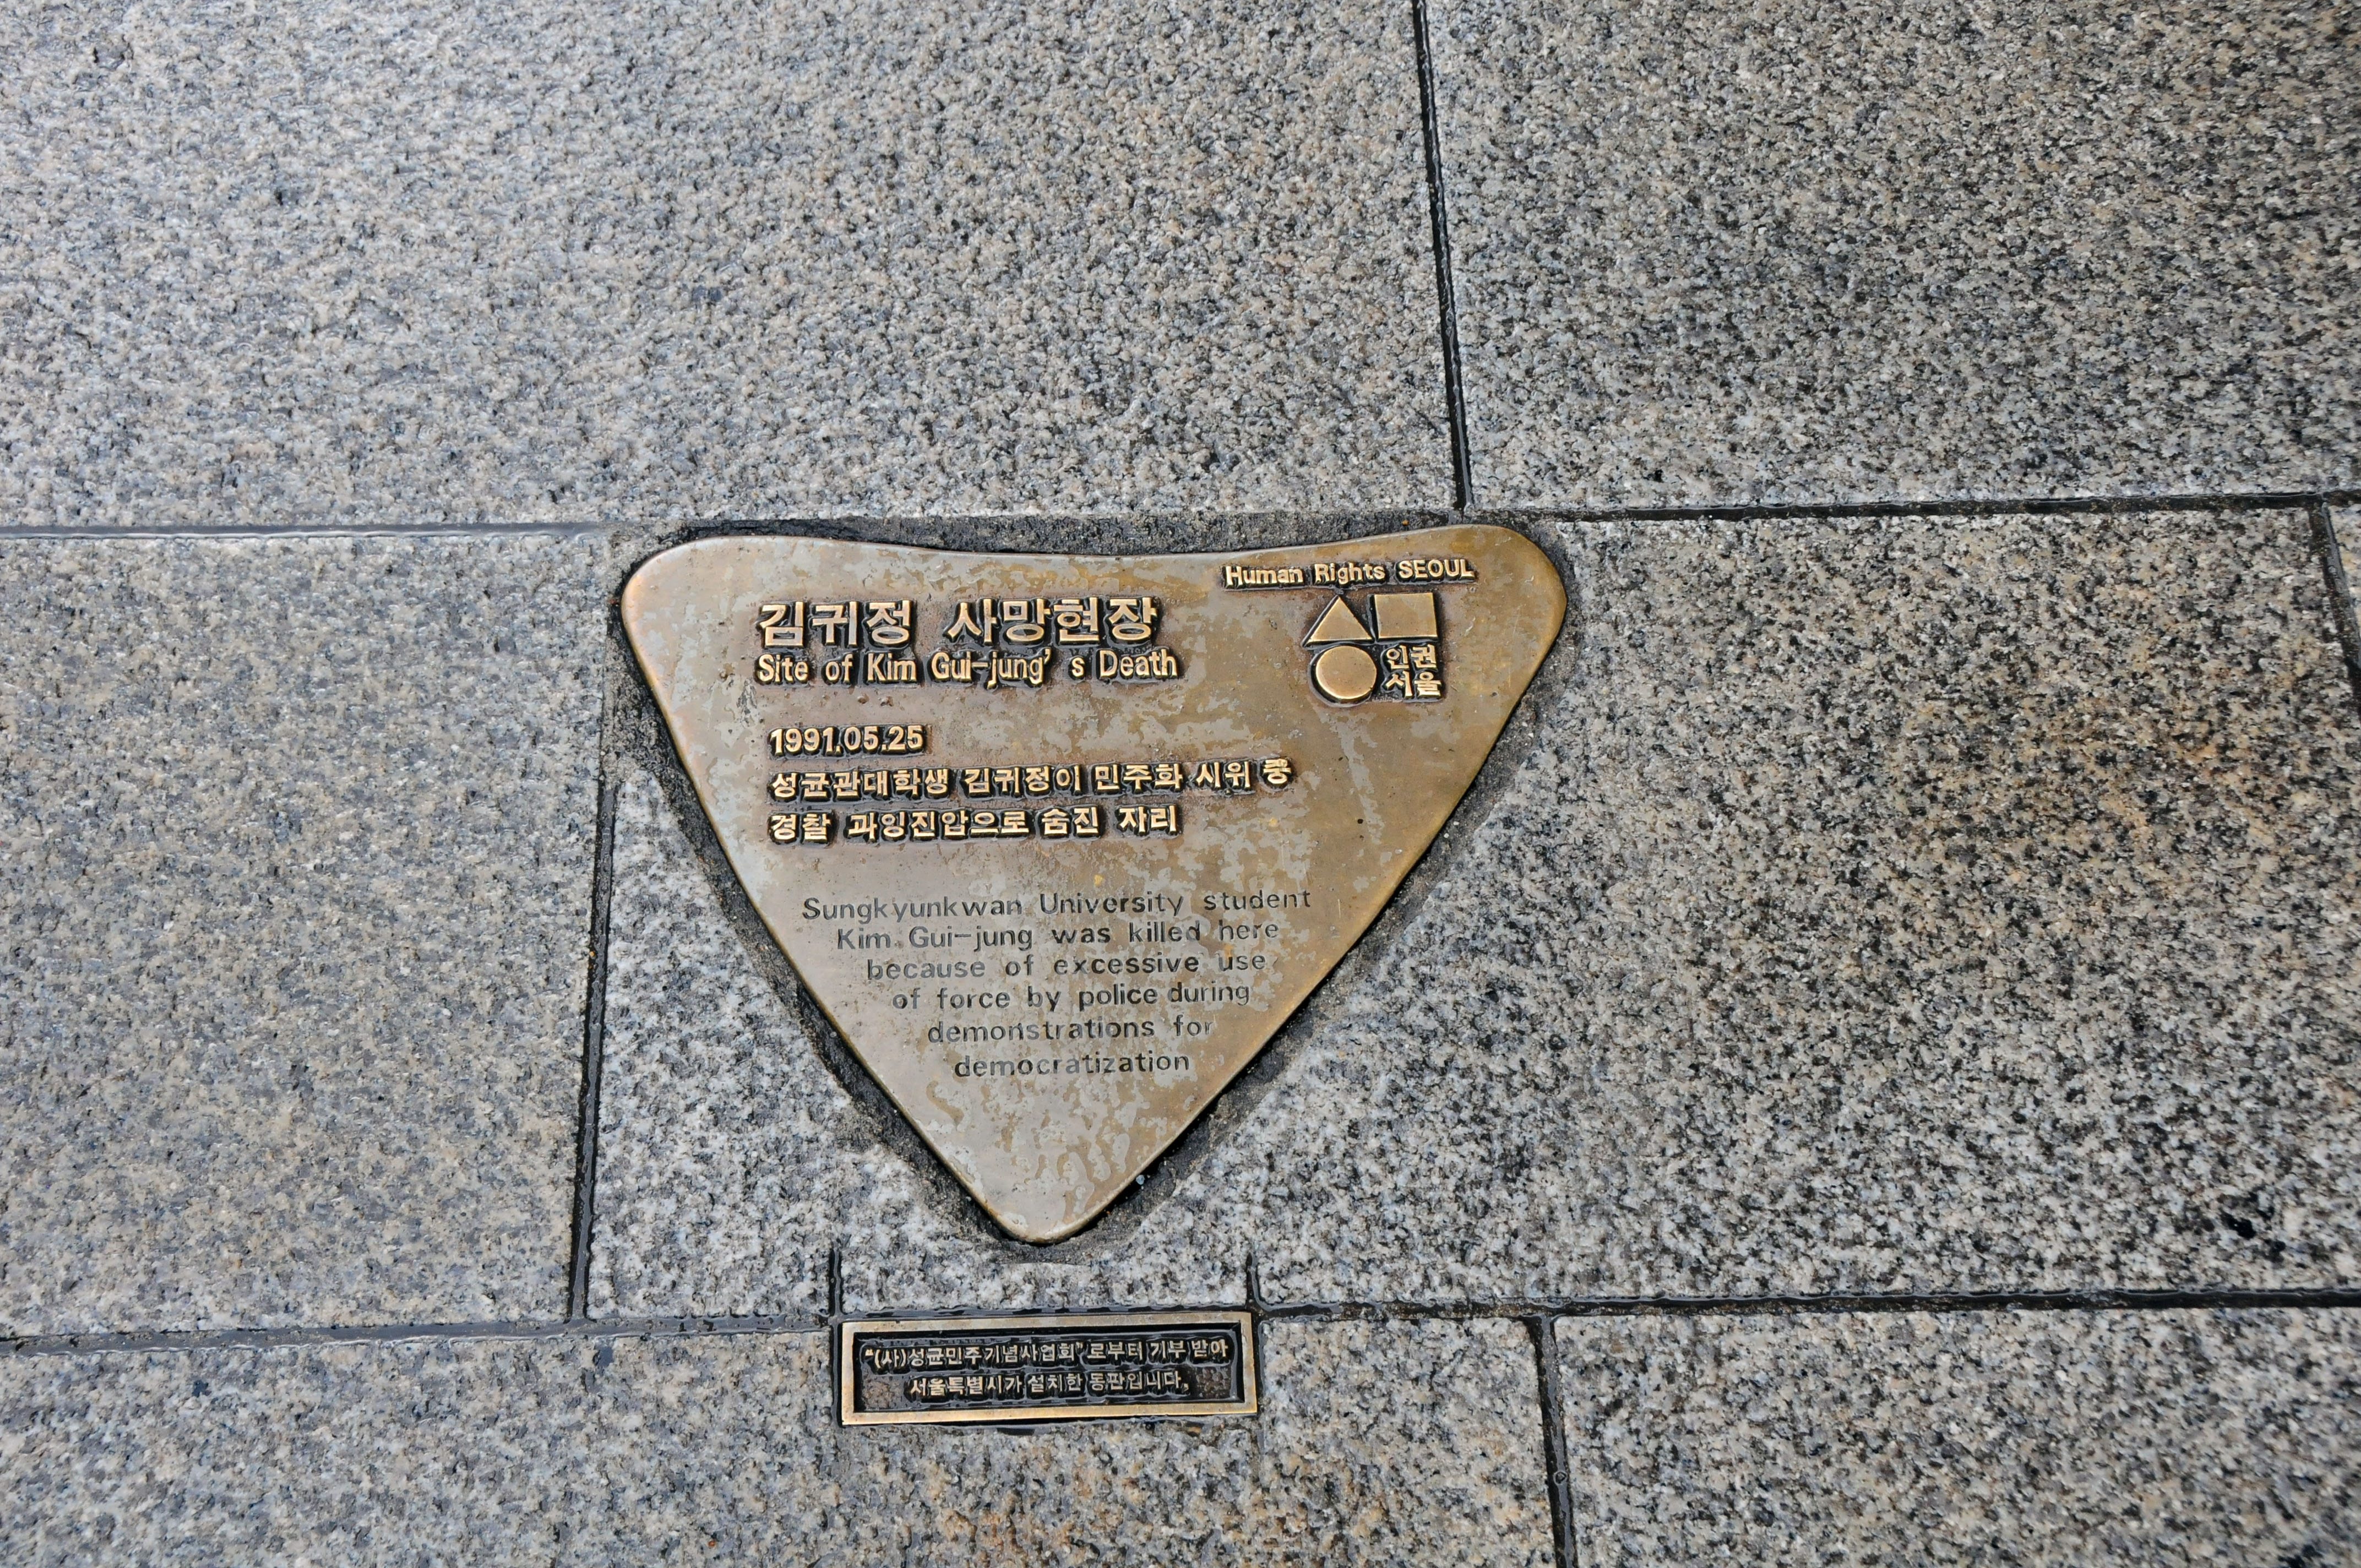 Human Rights SEOUL
인권
서울
김귀정 사망현장
Site of Kim Gui-jung's Death
1991.05.25
성균관대학생 김귀정이 민주화 시위 중
경찰 과잉진압으로 숨진 자리
Sungkyunkwan University student
Kim Gui-jung was killed here
because of excessive use
of force by police during
demonstrations for
democratization
"(사)성균민주기념사업회"로부터 기부 받아
서울특별시가 설치한 동판입니다.